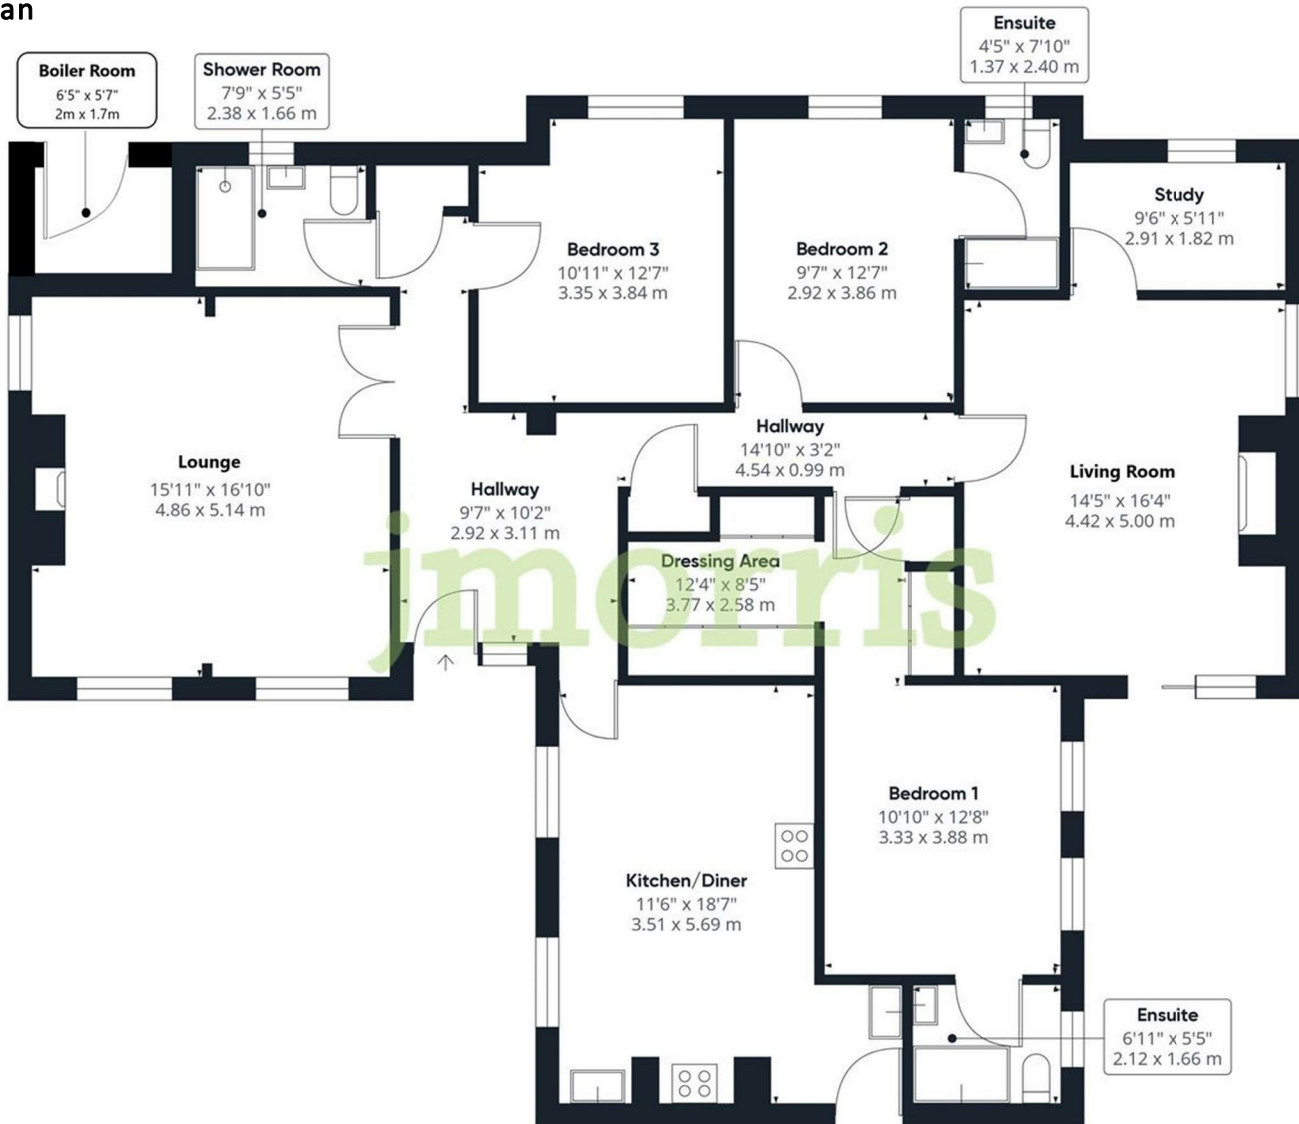 an
Boiler Room
6'5" x 5'7"
2m x 1.7m
Shower Room
7'9" x 5'5"
2.38 x 1.66 m
Ensuite
4'5" x 7'10"
1.37 x 2.40 m
Study
9'6" x 5'11"
2.91 x 1.82 m
Bedroom 3
10'11" x 12'7"
3.35 x 3.84 m
Bedroom 2
9'7" x 12'7"
2.92 x 3.86 m
Hallway
14'10" x 3'2"
4.54 x 0.99 m
Lounge
15'11" x 16'10"
4.86 x 5.14 m
Hallway
9'7" x 10'2"
2.92 x 3.11 m
Living Room
14'5" x 16'4"
4.42 x 5.00 m
jmorris
Dressing Area
12'4" x 8'5"
3.77 x 2.58 m
Bedroom 1
10'10" x 12'8"
3.33 x 3.88 m
Kitchen/Diner
11'6" x 18'7"
3.51 x 5.69 m
Ensuite
6'11" x 5'5"
2.12 x 1.66 m